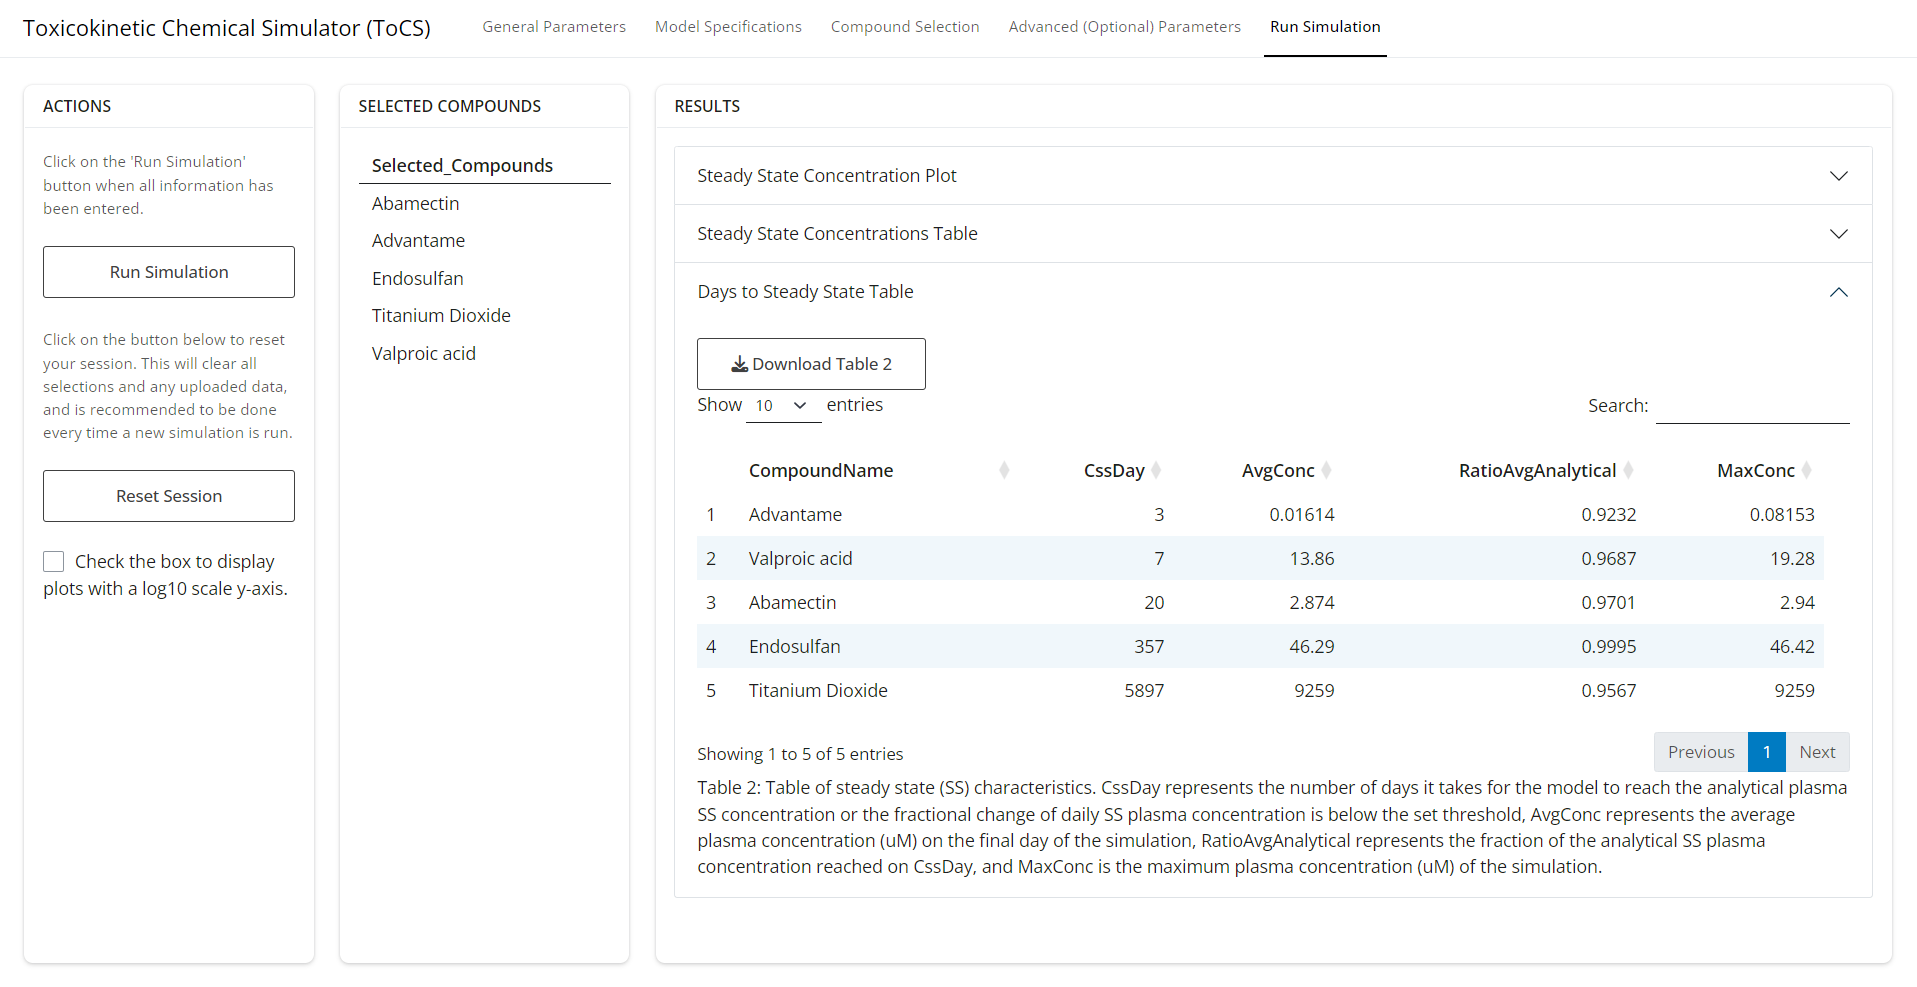 Toxicokinetic Chemical Simulator (ToCS)
General Parameters
Model Specifications
Compound Selection
Advanced (Optional) Parameters
Run Simulation
ACTIONS
Click on the 'Run Simulation'
button when all information has
been entered.
Run Simulation
Click on the button below to reset
your session. This will clear all
selections and any uploaded data,
and is recommended to be done
every time a new simulation is run.
Reset Session
Check the box to display
plots with a log10 scale y-axis.
SELECTED COMPOUNDS
Selected_Compounds
Abamectin
Advantame
Endosulfan
Titanium Dioxide
Valproic acid
RESULTS
Steady State Concentration Plot
Steady State Concentrations Table
Days to Steady State Table
Download Table 2
Show 10 entries
Search:
CompoundName CssDay AvgConc RatioAvgAnalytical MaxConc
1 Advantame 3 0.01614 0.9232 0.08153
2 Valproic acid 7 13.86 0.9687 19.28
3 Abamectin 20 2.874 0.9701 2.94
4 Endosulfan 357 46.29 0.9995 46.42
5 Titanium Dioxide 5897 9259 0.9567 9259
Showing 1 to 5 of 5 entries
Previous 1 Next
Table 2: Table of steady state (SS) characteristics. CssDay represents the number of days it takes for the model to reach the analytical plasma
SS concentration or the fractional change of daily SS plasma concentration is below the set threshold, AvgConc represents the average
plasma concentration (uM) on the final day of the simulation, RatioAvgAnalytical represents the fraction of the analytical SS plasma
concentration reached on CssDay, and MaxConc is the maximum plasma concentration (uM) of the simulation.